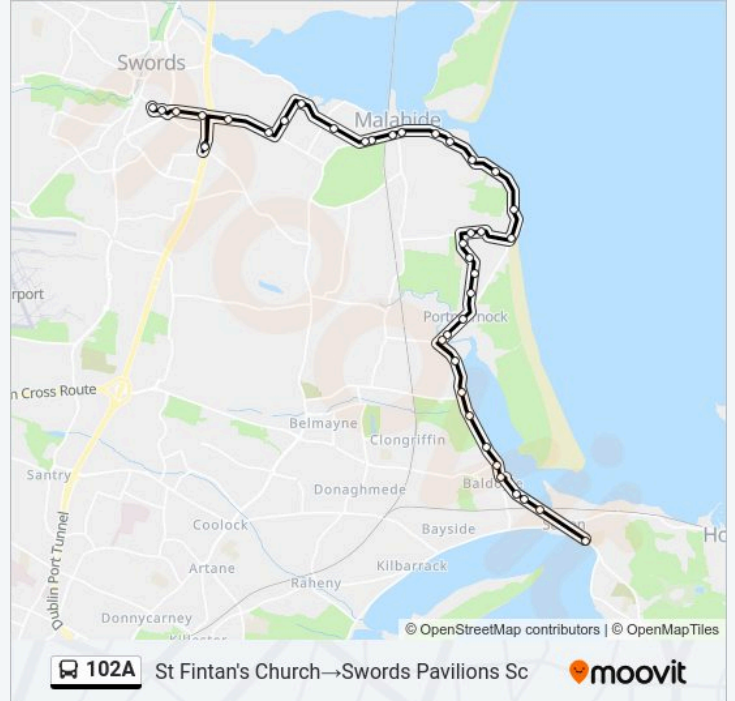 Swords
Malahide
rport
Portmarnock
n Cross Route
Belmayne
Clongriffin
Santry
Donaghmede
Coolock
Bayside
Ho
Artane
Kilbarrack
Raheny
Dublin Port Tunnel
Donnycarney
© OpenStreetMap contributors | © OpenMapTiles
102A St Fintan's Church→Swords Pavilions Sc moovit